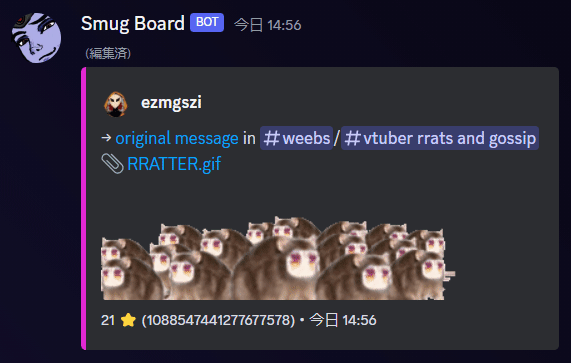 Smug Board BOT 今日 14:56
(編集済)
ezmgszi
→ original message in #weebs/#vtuber rrats and gossip
RRATTER.gif
21 ⭐ (1088547441277677578) • 今日 14:56